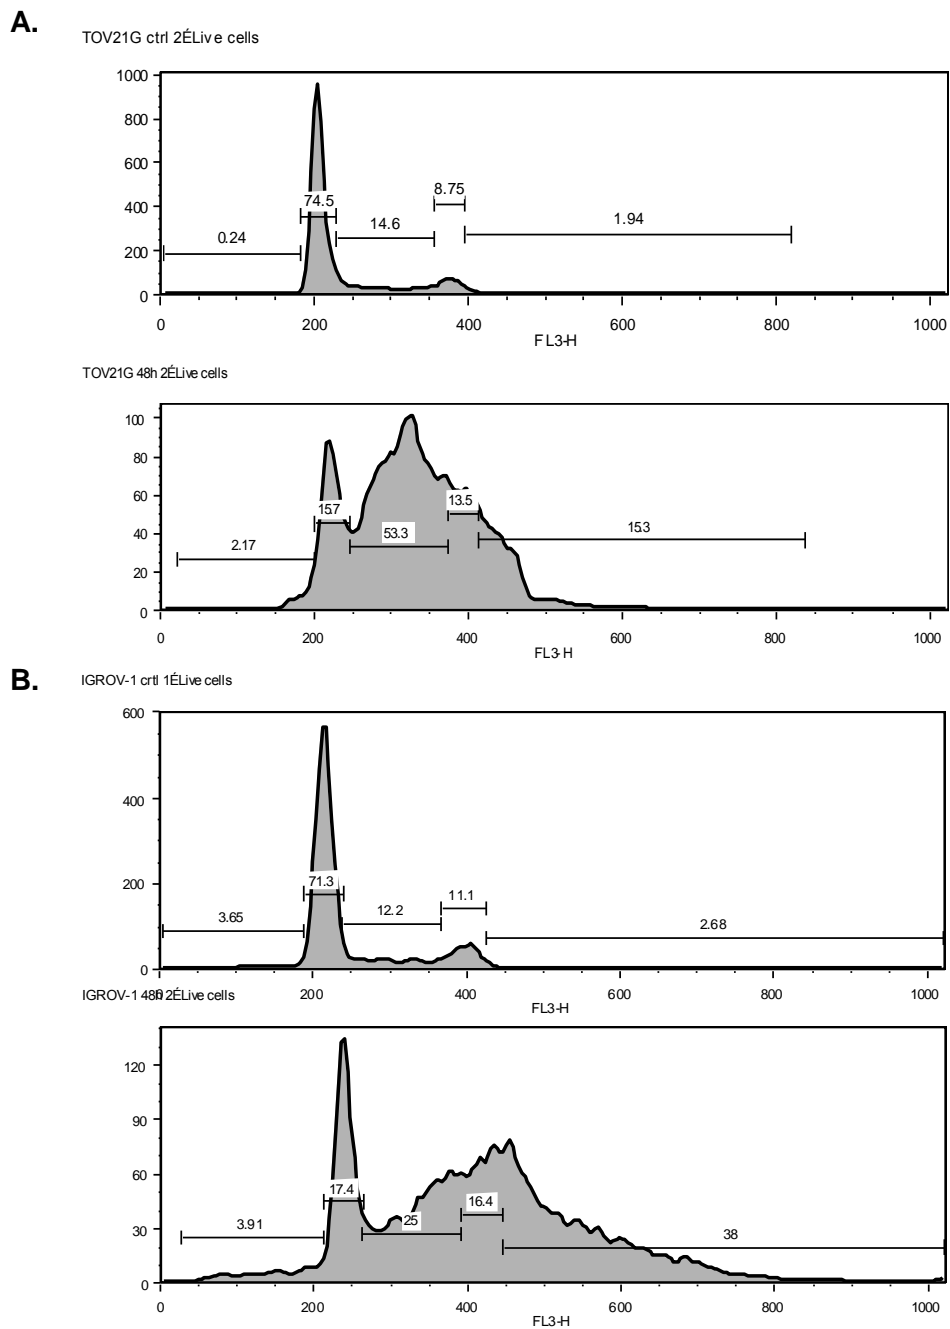 A.
TOV21G ctrl 2ÉLive cells
1000
800
600
400
200
0
0.24
74.5
14.6
8.75
1.94
0 200 400 600 800 1000
FL3-H
TOV21G 48h 2ÉLive cells
100
80
60
40
20
0
2.17
15.7
53.3
13.5
15.3
0 200 400 600 800 1000
FL3-H
B.
IGROV-1 crtl 1ÉLive cells
600
400
200
0
3.65
71.3
12.2
11.1
2.68
0 200 400 600 800 1000
FL3-H
IGROV-1 48h 2ÉLive cells
120
90
60
30
0
3.91
17.4
25
16.4
38
0 200 400 600 800 1000
FL3-H